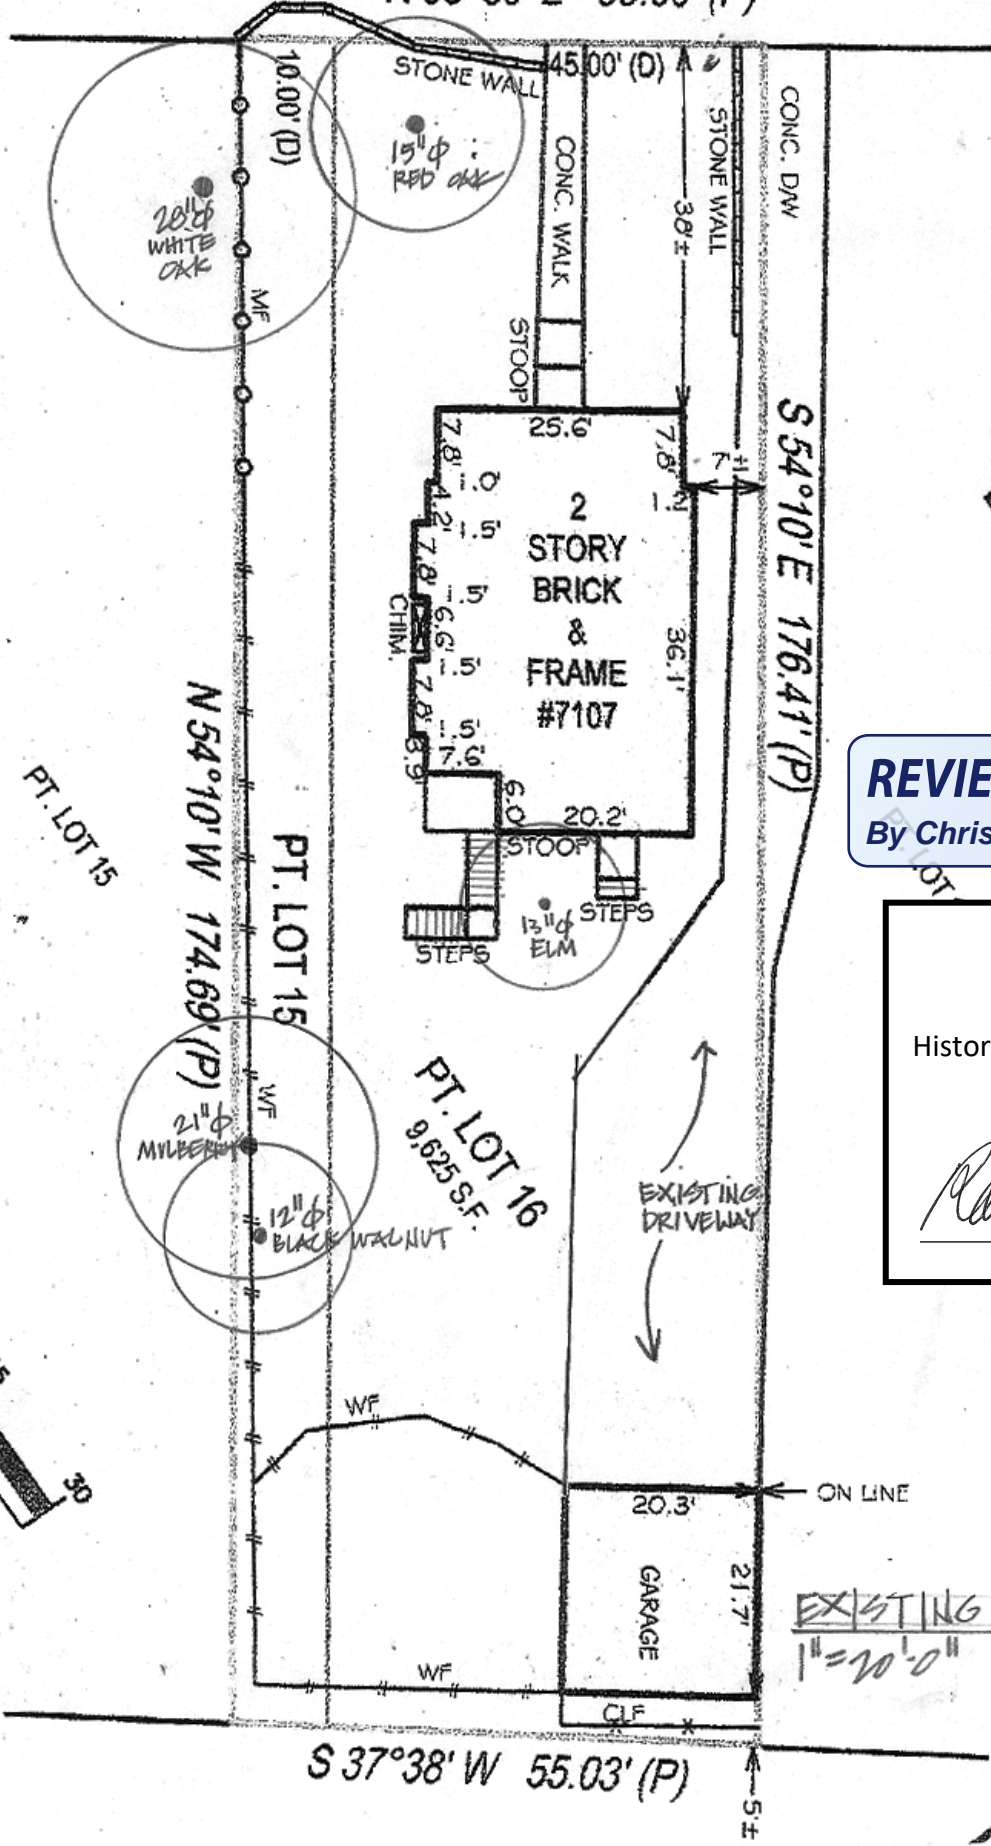 10.00' (D)
STONE WALL
45.00' (D)
15"φ
RED OAK
CONC. WALK
38'±
STONE WALL
CONC. D/W
WHITE
OAK
MF
STOOP
25.6'
7.8'
7.8'
1.0'
4.2'
1.5'
7.8'
1.5'
6.6'
CHIM.
1.5'
7.8'
1.5'
3.9'
7.6'
6.0'
20.2'
1.2'
7'±
36.1'
2
STORY
BRICK
&
FRAME
#7107
S 54°10' E 176.41' (P)
N 54°10' W 174.69' (P)
PT. LOT 15
PT. LOT 15
STOOP
STEPS
STEPS
13"φ
ELM
PT. LOT 16
9,625 S.F.
WF
21"φ
MULBERRY
12"φ
BLACK WALNUT
EXISTING
DRIVEWAY
WF
ON LINE
20.3'
GARAGE
21.7'
WF
CLF
S 37°38' W 55.03' (P)
5'±
30
EXISTING
1"=20'-0"
REVIE
By Chris
PT. LOT
Histor